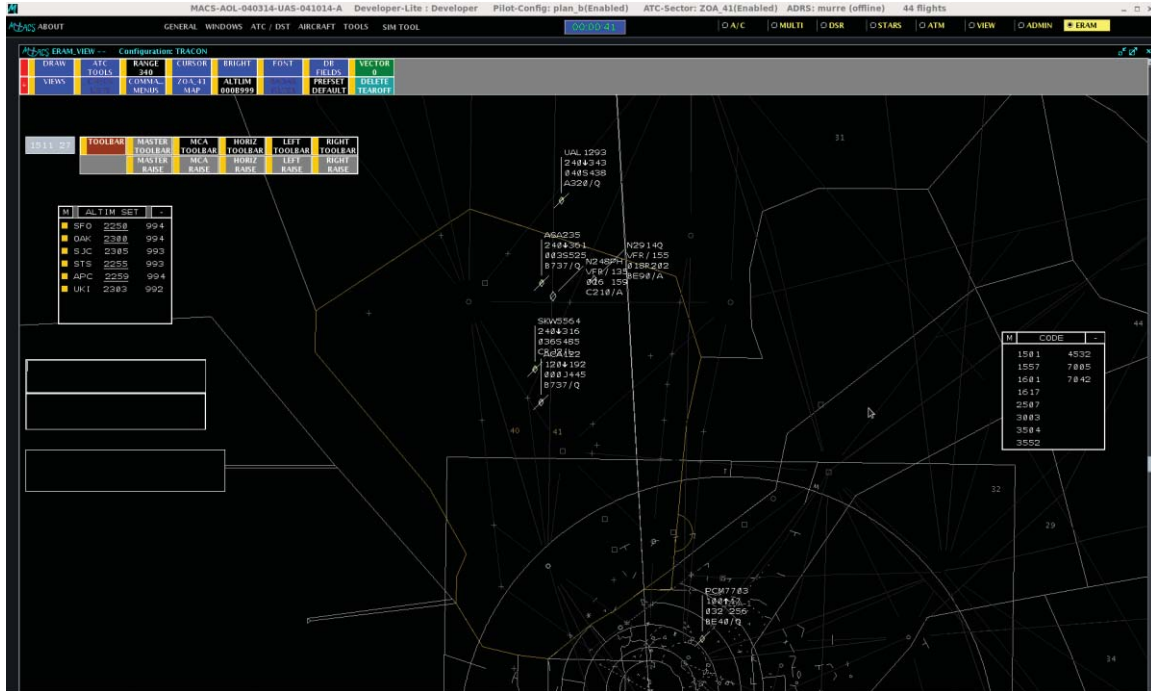 MACS-AOL-040314-UAS-041014-A Developer-Lite : Developer Pilot-Config: plan_b(Enabled) ATC-Sector: ZOA_41(Enabled) ADRS: murre (offline) 44 flights
MACS ABOUT GENERAL WINDOWS ATC / DST AIRCRAFT TOOLS SIM TOOL 00:00:41 A/C MULTI DSR STARS ATM VIEW ADMIN ERAM
MACS ERAM_VIEW -- Configuration: TRACON
DRAW ATC TOOLS RANGE 340 CURSOR BRIGHT FONT DB FIELDS VECTOR 0
VIEWS COMMA... MENUS ZOA_41 MAP ALTLIM 000B999 PREFSET DEFAULT DELETE TEAROFF
1511 27
TOOLBAR MASTER TOOLBAR MCA TOOLBAR HORIZ TOOLBAR LEFT TOOLBAR RIGHT TOOLBAR
MASTER RAISE MCA RAISE HORIZ RAISE LEFT RAISE RIGHT RAISE
M ALTIM SET -
SFO 2250 994
OAK 2300 994
SJC 2305 993
STS 2255 993
APC 2259 994
UKI 2303 992
UAL1293
240↓343
040S438
A320/Q
ASA235
240↓361
003S525
B737/Q
N2914Q
VFR/155
018R202
BE90/A
N248PH
VFR/135
016 159
C210/A
SKW5564
240↓316
036S485
120↓192
000J445
B737/Q
PCM7703
032 256
BE40/Q
31
44
40 41
32
29
34
T
M
M CODE -
1501 4532
1557 7005
1601 7042
1617
2507
3003
3504
3552